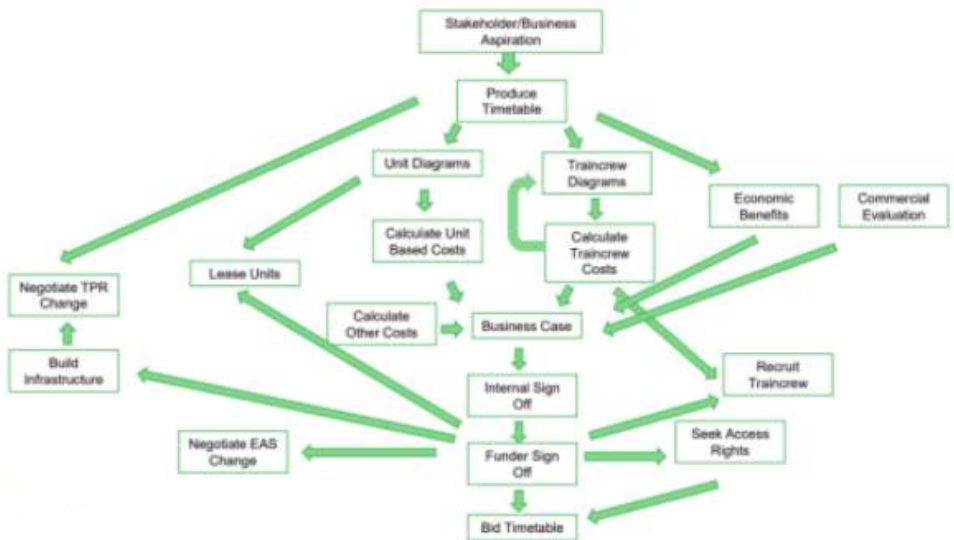 Stakeholder/Business
Aspiration
Produce
Timetable
Unit Diagrams
Traincrew
Diagrams
Economic
Benefits
Commercial
Evaluation
Calculate Unit
Based Costs
Calculate
Traincrew
Costs
Lease Units
Negotiate TPR
Change
Calculate
Other Costs
Business Case
Build
Infrastructure
Internal Sign
Off
Recruit
Traincrew
Negotiate EAS
Change
Funder Sign
Off
Seek Access
Rights
Bid Timetable